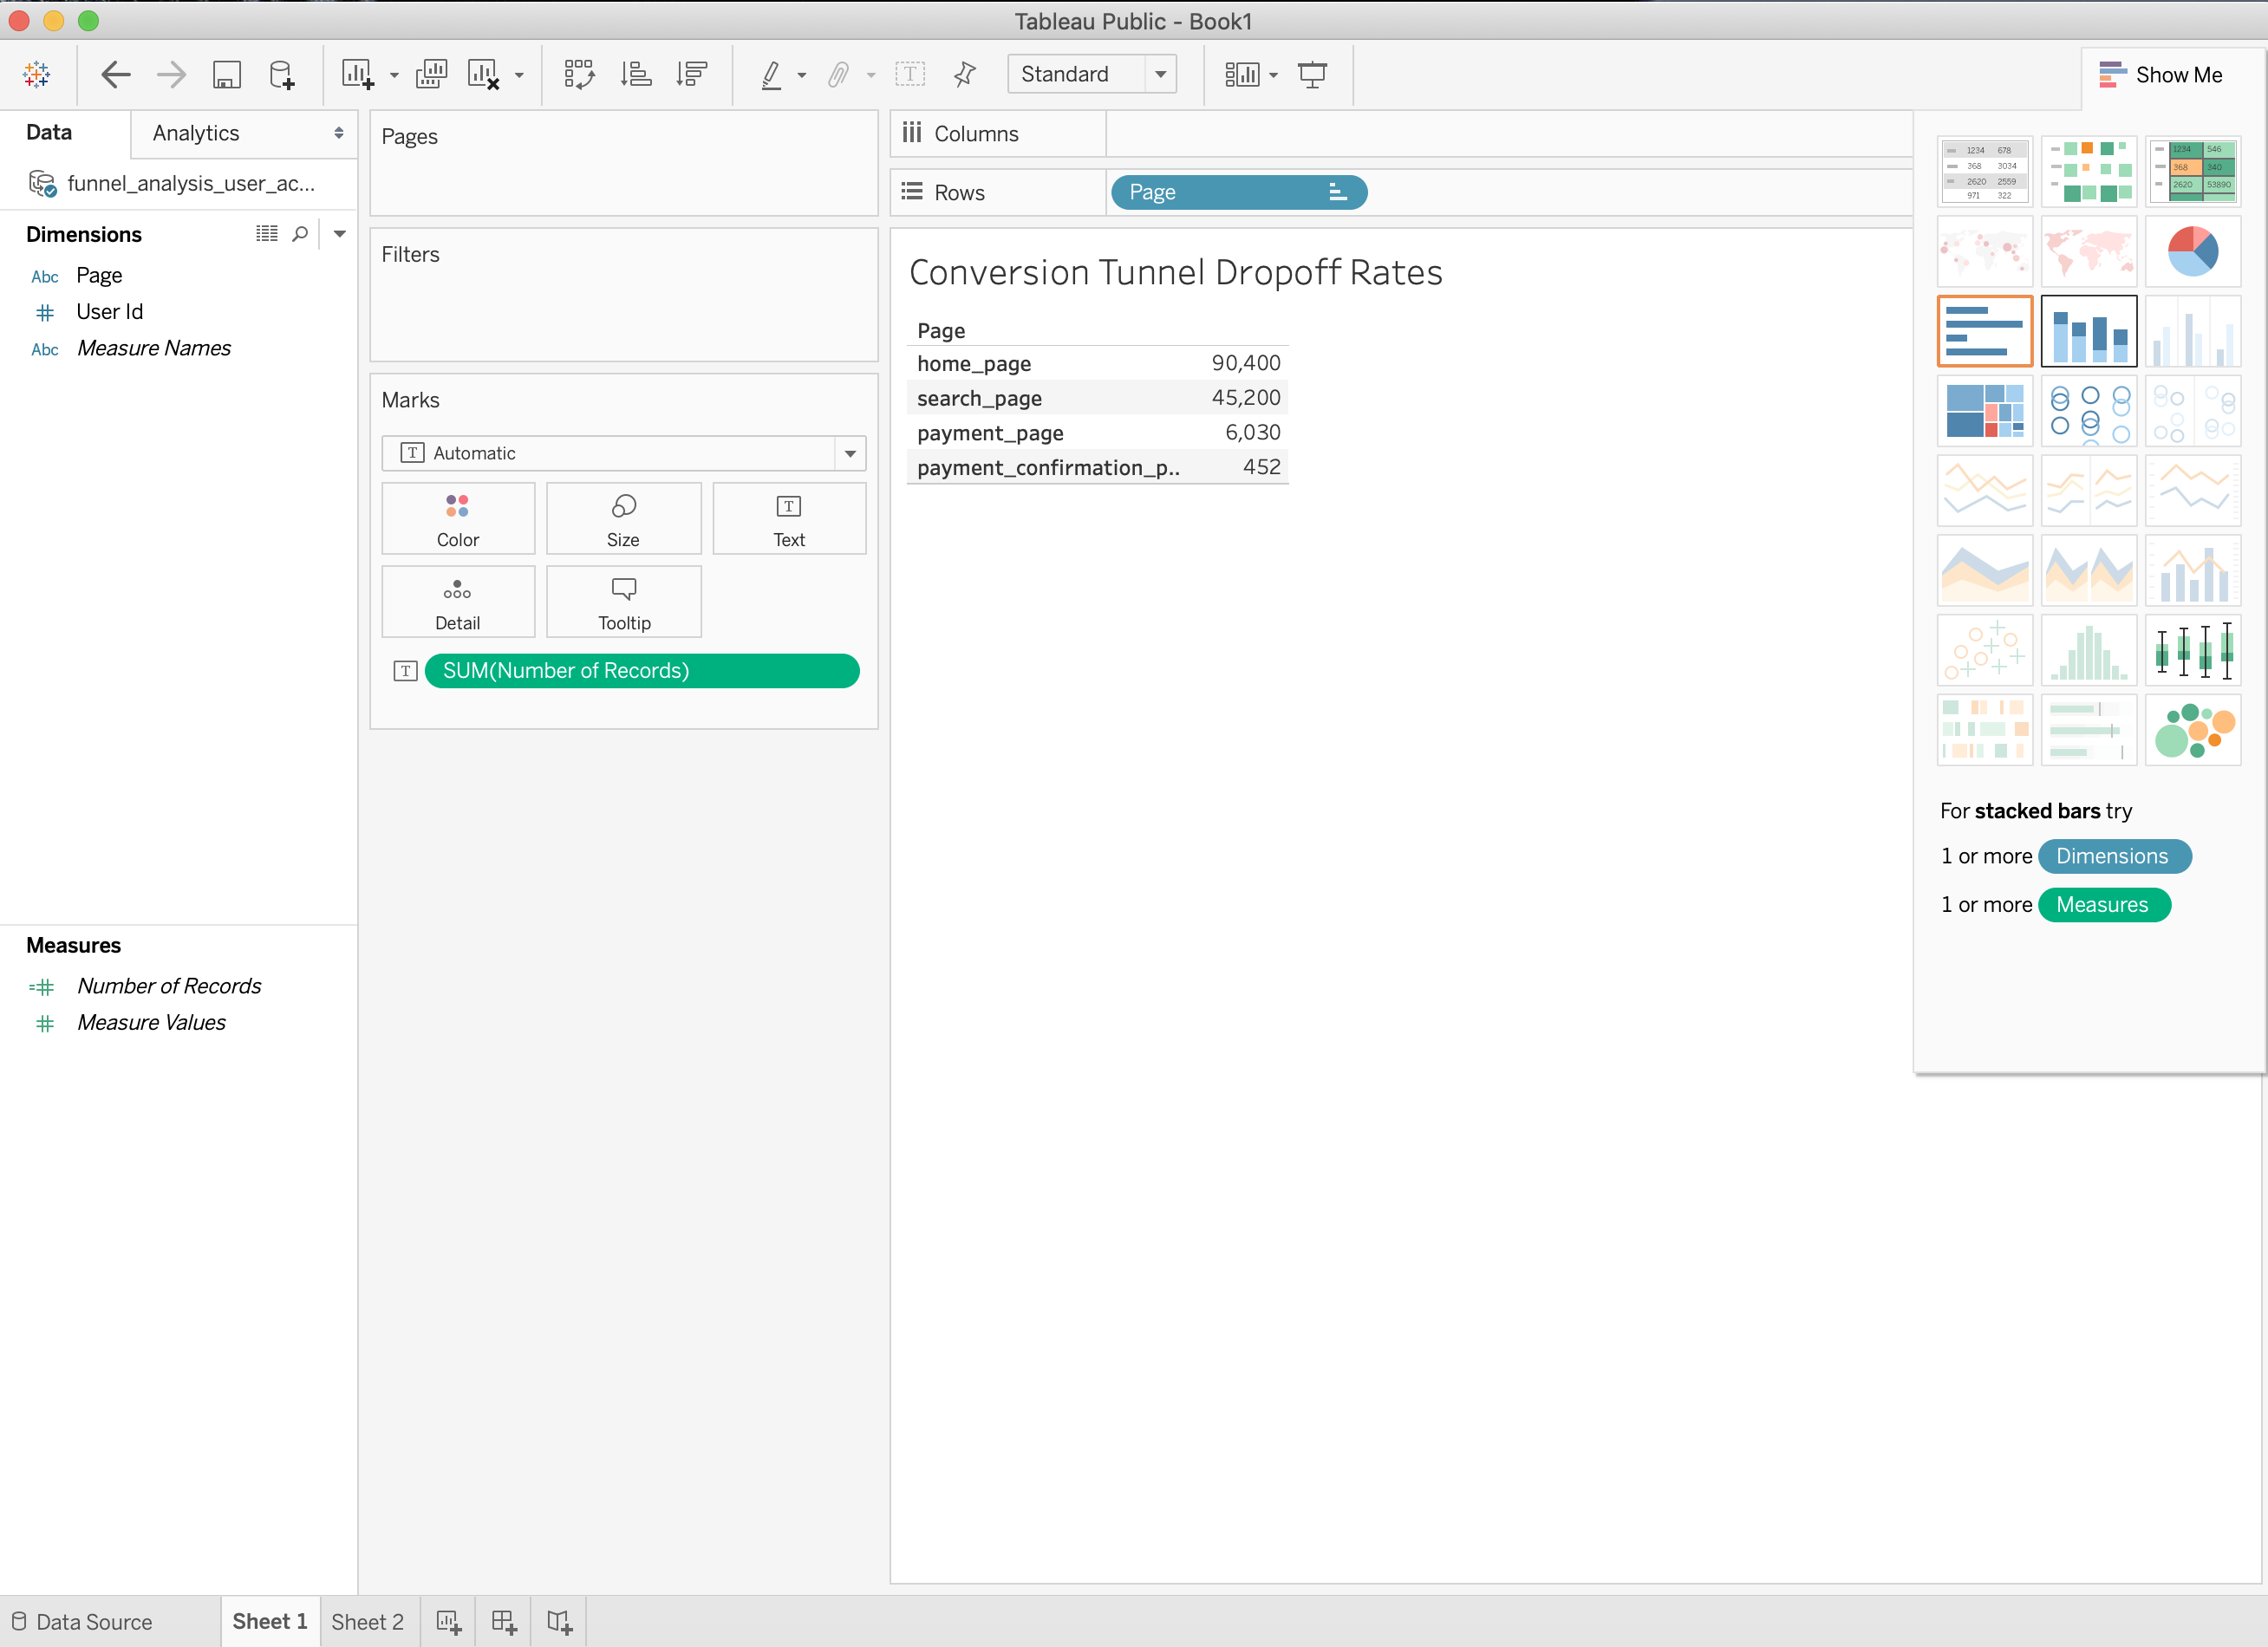 Tableau Public - Book1
Standard
Show Me
Data
Analytics
funnel_analysis_user_ac...
Dimensions
Abc Page
User Id
Abc Measure Names
Measures
Number of Records
Measure Values
Pages
Filters
Marks
T Automatic
Color
Size
T
Text
Detail
Tooltip
T SUM(Number of Records)
Columns
Rows
Page
Conversion Tunnel Dropoff Rates
Page
home_page 90,400
search_page 45,200
payment_page 6,030
payment_confirmation_p.. 452
1234 678
368 3034
2620 2559
971 322
1234 546
368 340
2620 53890
For stacked bars try
1 or more Dimensions
1 or more Measures
Data Source
Sheet 1
Sheet 2